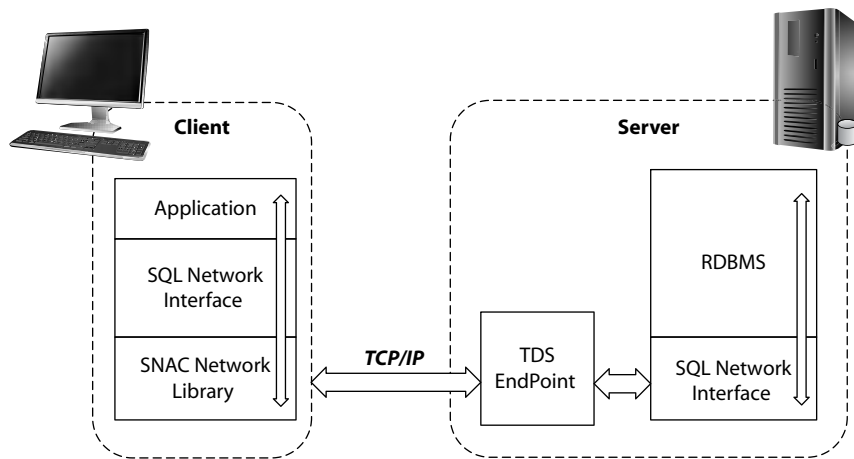 Client
Application
SQL Network
Interface
SNAC Network
Library
TCP/IP
Server
TDS
EndPoint
RDBMS
SQL Network
Interface